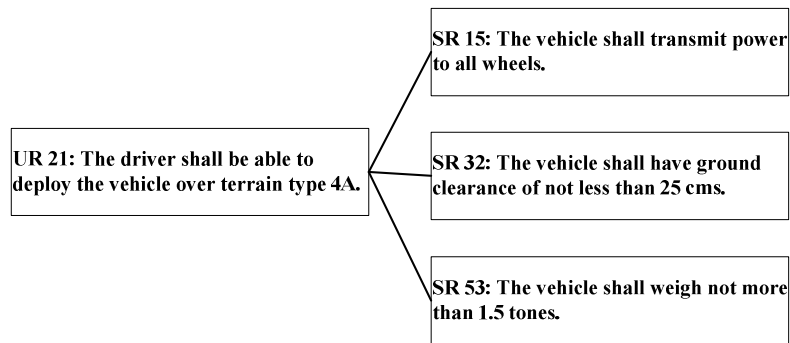 SR 15: The vehicle shall transmit power
to all wheels.
UR 21: The driver shall be able to
deploy the vehicle over terrain type 4A.
SR 32: The vehicle shall have ground
clearance of not less than 25 cms.
SR 53: The vehicle shall weigh not more
than 1.5 tones.